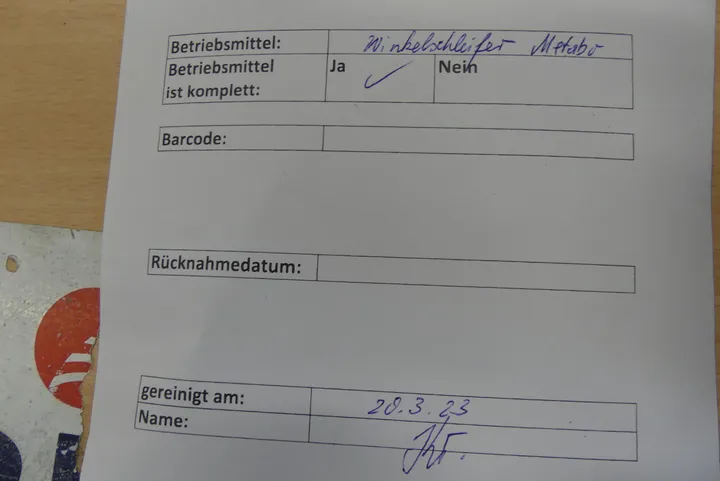 Betriebsmittel: Winkelschleifer Metabo
Betriebsmittel ist komplett: Ja ✓ Nein
Barcode:
Rücknahmedatum:
gereinigt am: 20.3.23
Name: